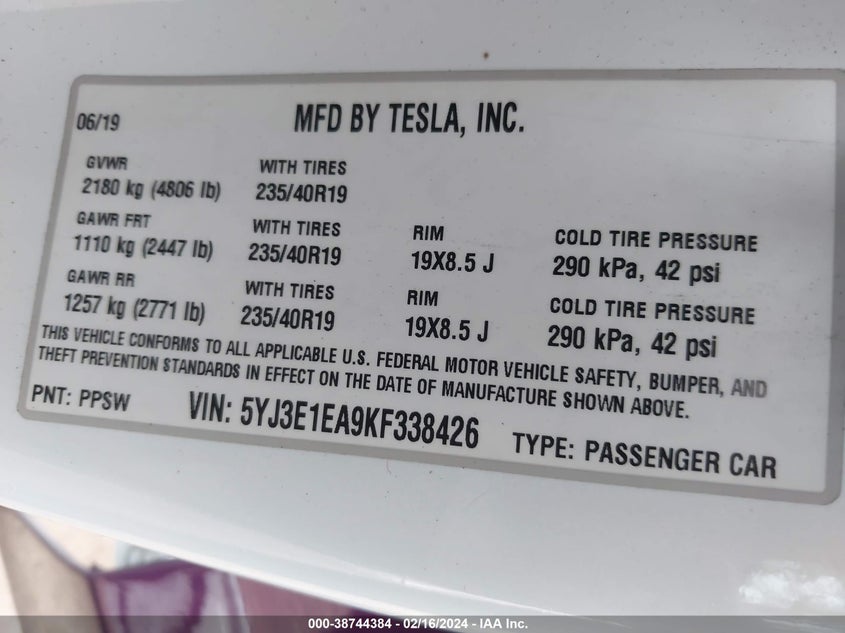 06/19 MFD BY TESLA, INC.
GVWR WITH TIRES
2180 kg (4806 lb) 235/40R19
GAWR FRT WITH TIRES RIM COLD TIRE PRESSURE
1110 kg (2447 lb) 235/40R19 19X8.5 J 290 kPa, 42 psi
GAWR RR WITH TIRES RIM COLD TIRE PRESSURE
1257 kg (2771 lb) 235/40R19 19X8.5 J 290 kPa, 42 psi
THIS VEHICLE CONFORMS TO ALL APPLICABLE U.S. FEDERAL MOTOR VEHICLE SAFETY, BUMPER, AND
THEFT PREVENTION STANDARDS IN EFFECT ON THE DATE OF MANUFACTURE SHOWN ABOVE.
PNT: PPSW VIN: 5YJ3E1EA9KF338426 TYPE: PASSENGER CAR
000-38744384 - 02/16/2024 - IAA Inc.